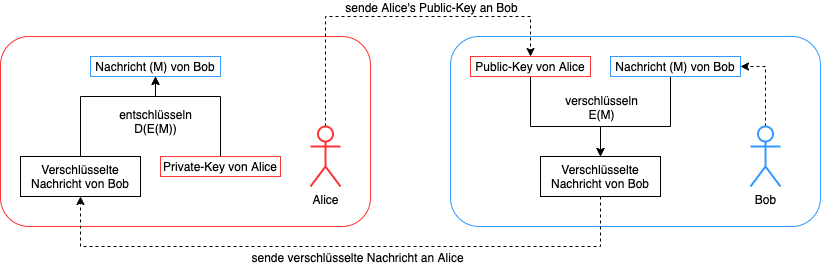 sende Alice's Public-Key an Bob
Nachricht (M) von Bob
entschlüsseln
D(E(M))
Verschlüsselte
Nachricht von Bob
Private-Key von Alice
Alice
Public-Key von Alice
Nachricht (M) von Bob
verschlüsseln
E(M)
Verschlüsselte
Nachricht von Bob
Bob
sende verschlüsselte Nachricht an Alice